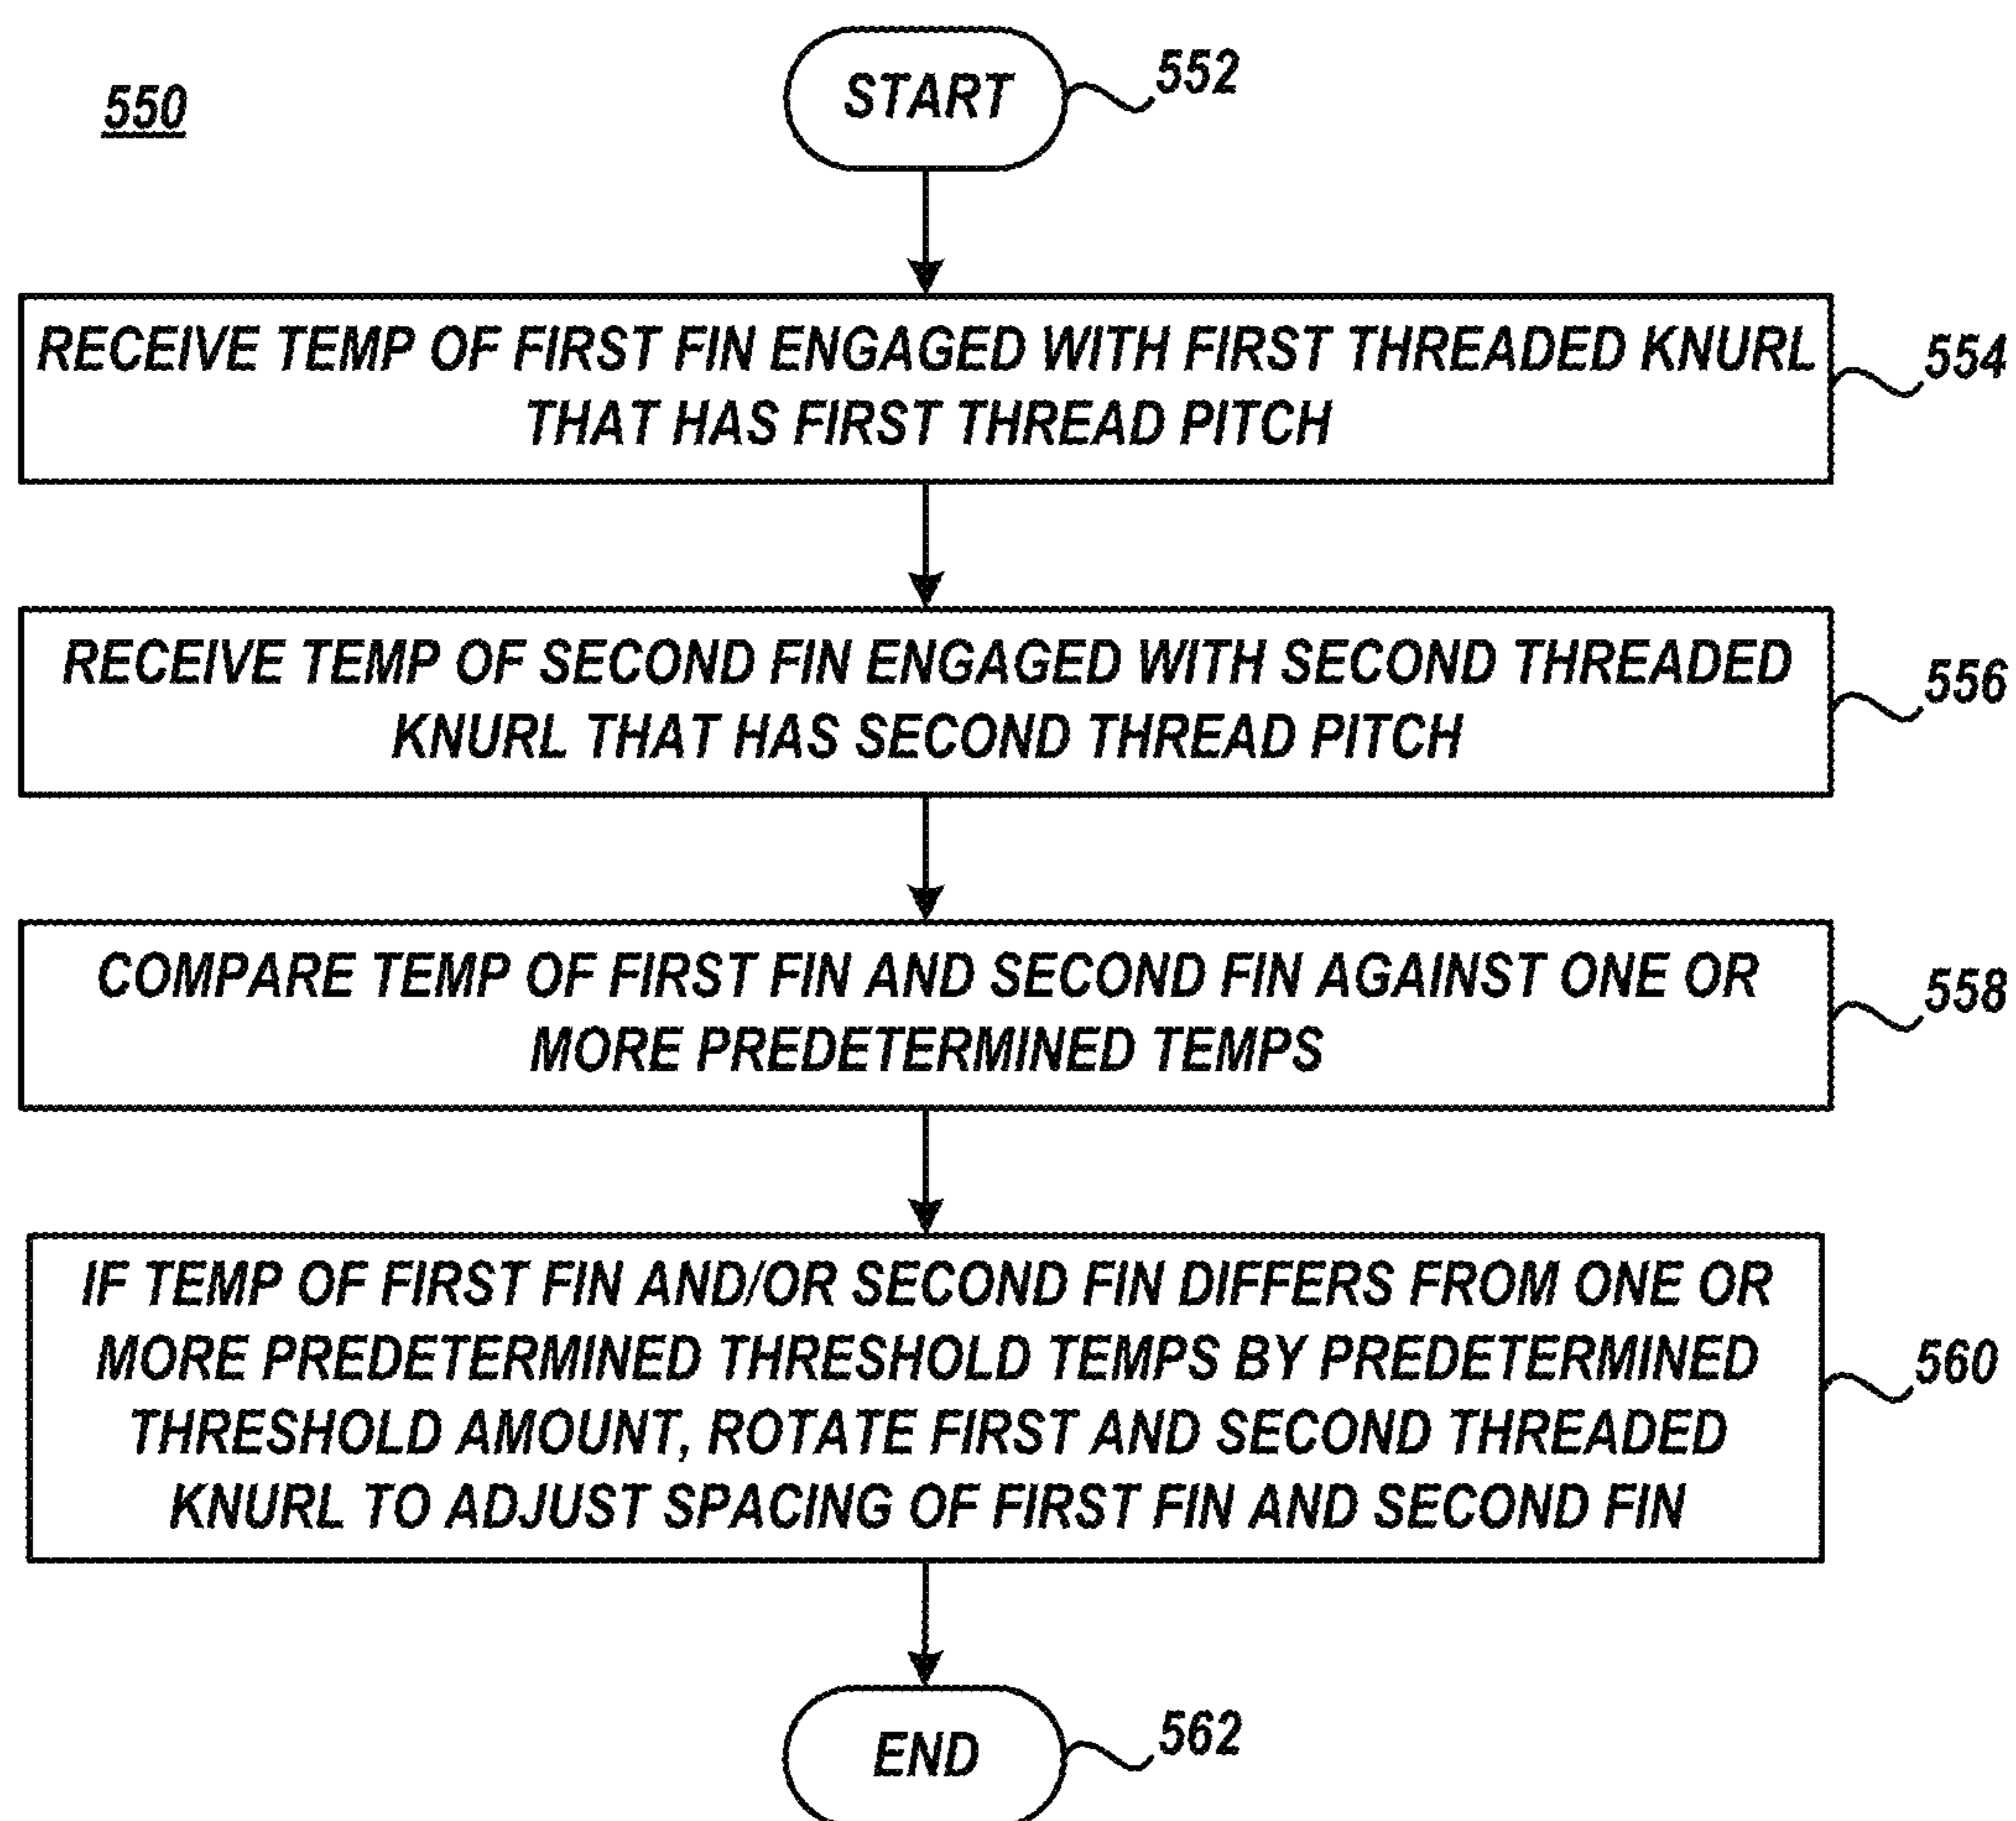 550
START
552
RECEIVE TEMP OF FIRST FIN ENGAGED WITH FIRST THREADED KNURL
THAT HAS FIRST THREAD PITCH
554
RECEIVE TEMP OF SECOND FIN ENGAGED WITH SECOND THREADED
KNURL THAT HAS SECOND THREAD PITCH
556
COMPARE TEMP OF FIRST FIN AND SECOND FIN AGAINST ONE OR
MORE PREDETERMINED TEMPS
558
IF TEMP OF FIRST FIN AND/OR SECOND FIN DIFFERS FROM ONE OR
MORE PREDETERMINED THRESHOLD TEMPS BY PREDETERMINED
THRESHOLD AMOUNT, ROTATE FIRST AND SECOND THREADED
KNURL TO ADJUST SPACING OF FIRST FIN AND SECOND FIN
560
END
562